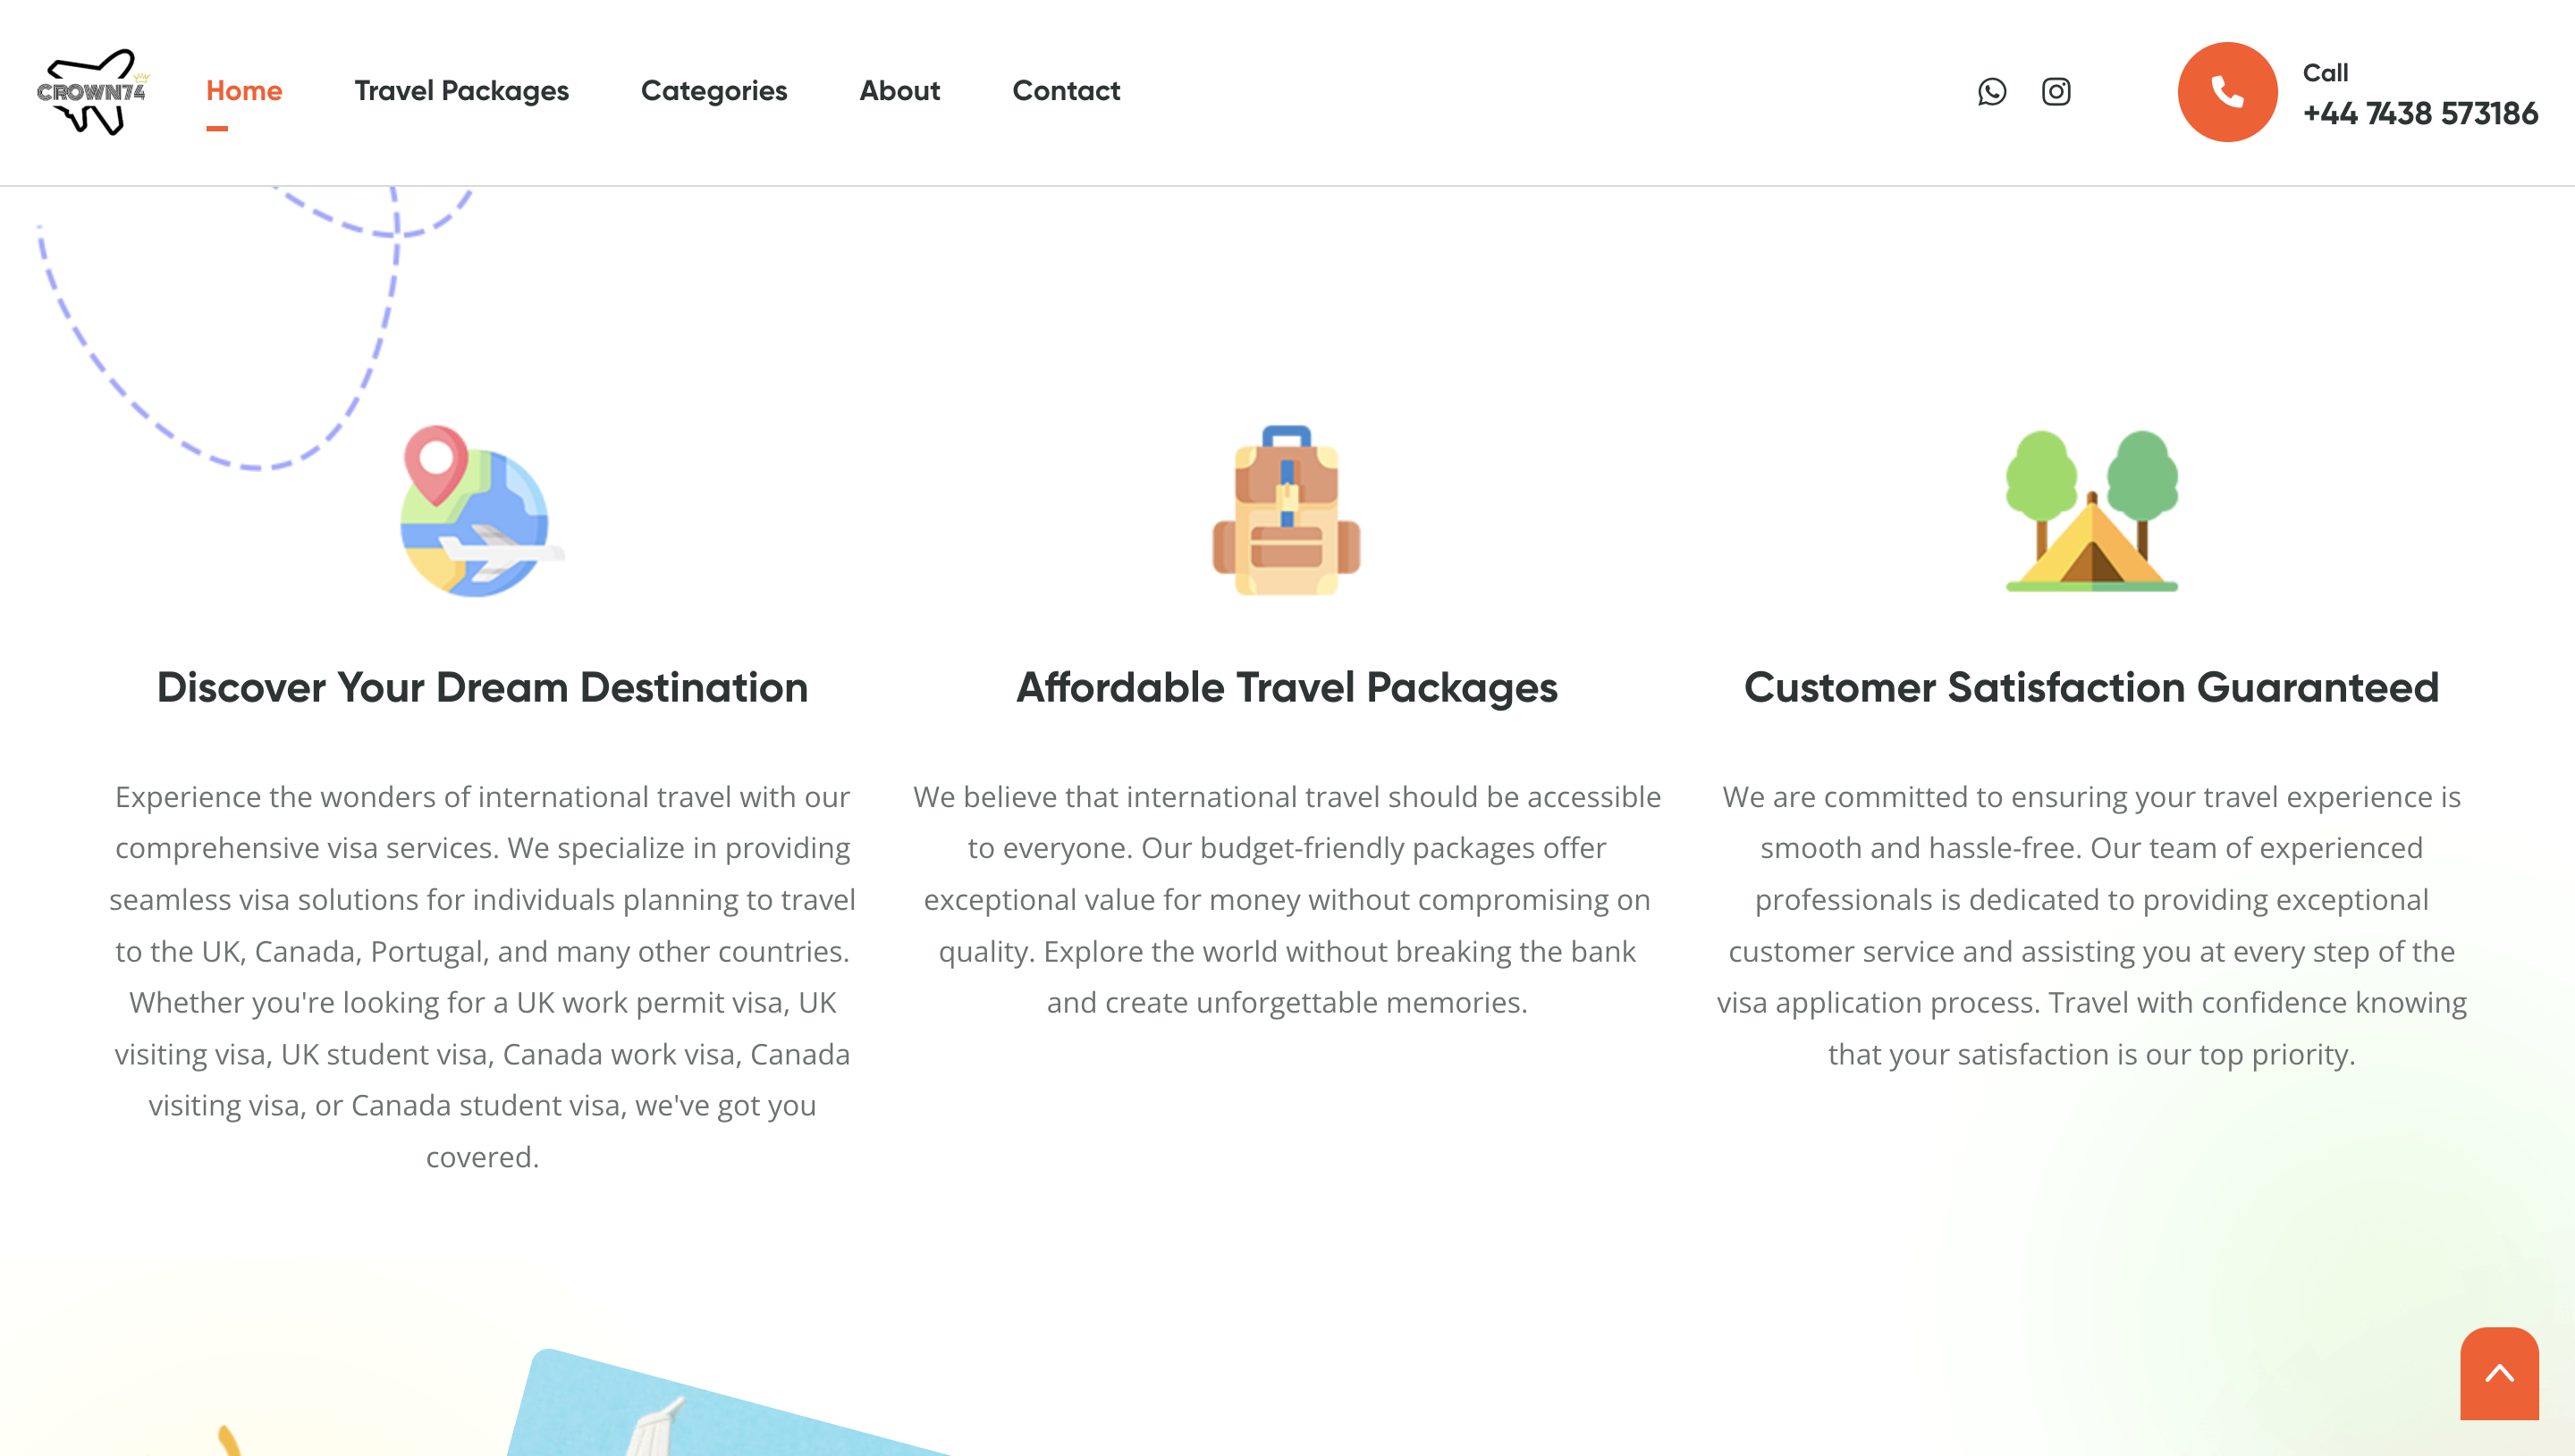 CROWN74
Home
Travel Packages
Categories
About
Contact
Call
+44 7438 573186
Discover Your Dream Destination
Experience the wonders of international travel with our
comprehensive visa services. We specialize in providing
seamless visa solutions for individuals planning to travel
to the UK, Canada, Portugal, and many other countries.
Whether you're looking for a UK work permit visa, UK
visiting visa, UK student visa, Canada work visa, Canada
visiting visa, or Canada student visa, we've got you
covered.
Affordable Travel Packages
We believe that international travel should be accessible
to everyone. Our budget-friendly packages offer
exceptional value for money without compromising on
quality. Explore the world without breaking the bank
and create unforgettable memories.
Customer Satisfaction Guaranteed
We are committed to ensuring your travel experience is
smooth and hassle-free. Our team of experienced
professionals is dedicated to providing exceptional
customer service and assisting you at every step of the
visa application process. Travel with confidence knowing
that your satisfaction is our top priority.